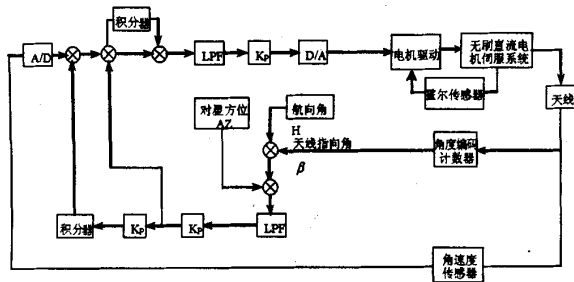 积分器
A/D
LPF
KP
D/A
电机驱动
无刷直流电
机伺服系统
霍尔传感器
天线
对星方位
AZ
航向角
H
天线指向角
β
角度编码
计数器
积分器
KP
KP
LPF
角速度
传感器